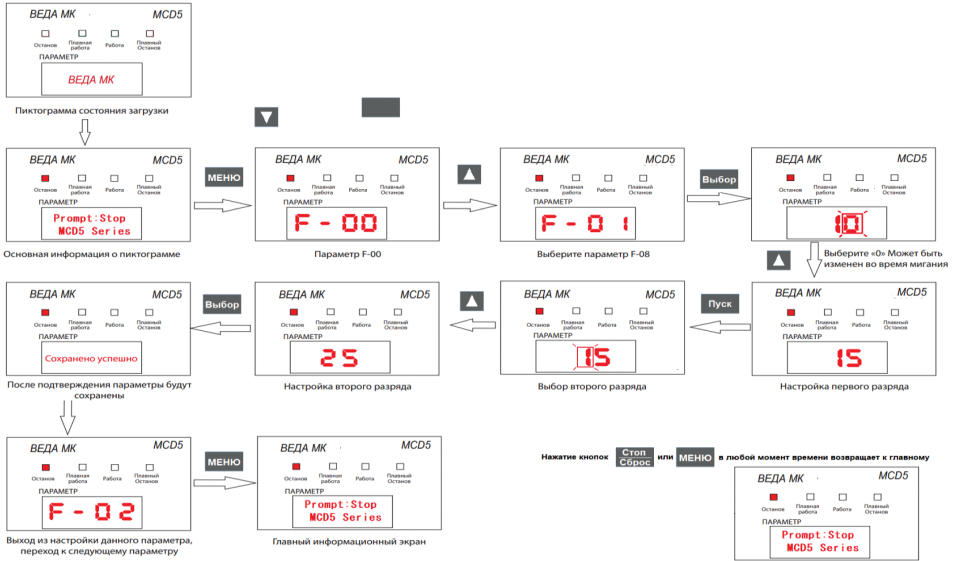 ВЕДА МК MCD5
Останов Плавная работа Работа Плавный Останов
ПАРАМЕТР
ВЕДА МК
Пиктограмма состояния загрузки
ВЕДА МК MCD5
Останов Плавная работа Работа Плавный Останов
ПАРАМЕТР
Prompt:Stop
MCD5 Series
Основная информация о пиктограмме
МЕНЮ
ВЕДА МК MCD5
Останов Плавная работа Работа Плавный Останов
ПАРАМЕТР
F-00
Параметр F-00
ВЕДА МК MCD5
Останов Плавная работа Работа Плавный Останов
ПАРАМЕТР
F-01
Выберите параметр F-08
Выбор
ВЕДА МК MCD5
Останов Плавная работа Работа Плавный Останов
ПАРАМЕТР
10
Выберите «0» Может быть
изменен во время мигания
ВЕДА МК MCD5
Останов Плавная работа Работа Плавный Останов
ПАРАМЕТР
15
Настройка первого разряда
Пуск
ВЕДА МК MCD5
Останов Плавная работа Работа Плавный Останов
ПАРАМЕТР
15
Выбор второго разряда
ВЕДА МК MCD5
Останов Плавная работа Работа Плавный Останов
ПАРАМЕТР
25
Настройка второго разряда
Выбор
ВЕДА МК MCD5
Останов Плавная работа Работа Плавный Останов
ПАРАМЕТР
Сохранено успешно
После подтверждения параметры будут
сохранены
ВЕДА МК MCD5
Останов Плавная работа Работа Плавный Останов
ПАРАМЕТР
F-02
Выход из настройки данного параметра,
переход к следующему параметру
МЕНЮ
ВЕДА МК MCD5
Останов Плавная работа Работа Плавный Останов
ПАРАМЕТР
Prompt:Stop
MCD5 Series
Главный информационный экран
Нажатие кнопок Стоп Сброс или МЕНЮ в любой момент времени возвращает к главному
ВЕДА МК MCD5
Останов Плавная работа Работа Плавный Останов
ПАРАМЕТР
Prompt:Stop
MCD5 Series